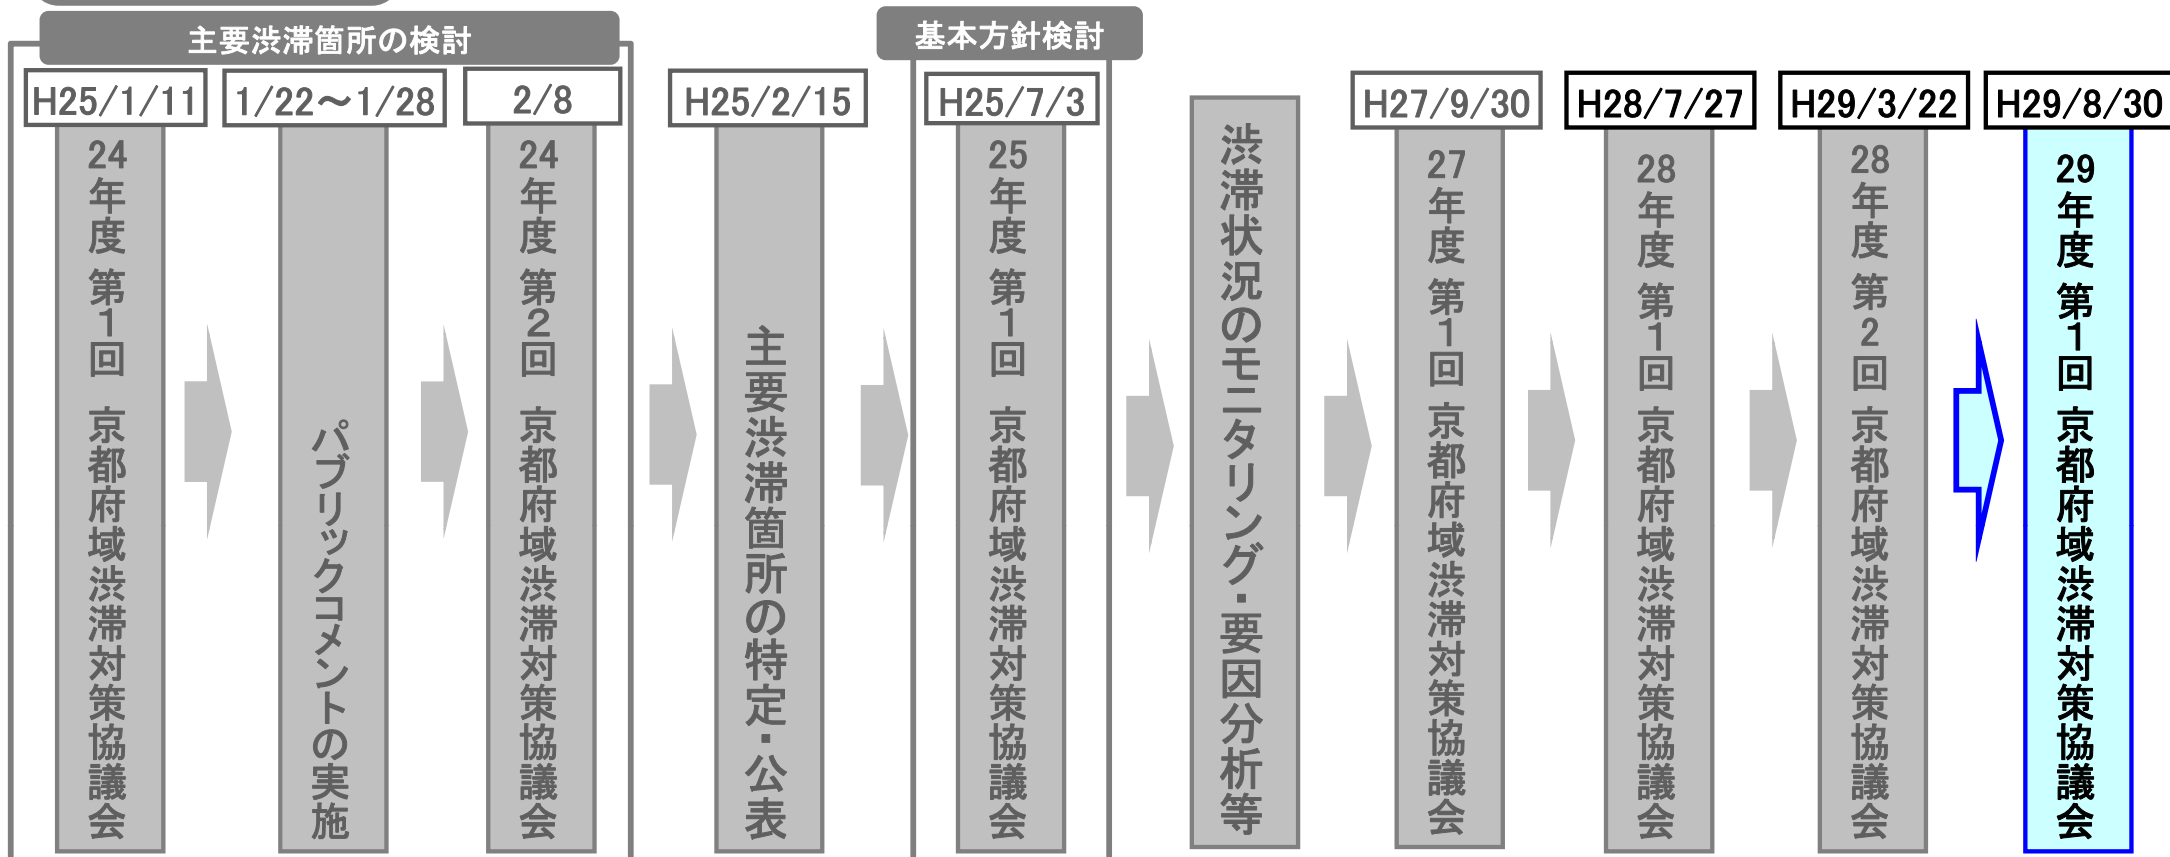 主要渋滞箇所の検討
H25/1/11
24年度 第1回 京都府域渋滞対策協議会
1/22～1/28
パブリックコメントの実施
2/8
24年度 第2回 京都府域渋滞対策協議会
H25/2/15
主要渋滞箇所の特定・公表
基本方針検討
H25/7/3
25年度 第1回 京都府域渋滞対策協議会
渋滞状況のモニタリング・要因分析等
H27/9/30
27年度 第1回 京都府域渋滞対策協議会
H28/7/27
28年度 第1回 京都府域渋滞対策協議会
H29/3/22
28年度 第2回 京都府域渋滞対策協議会
H29/8/30
29年度 第1回 京都府域渋滞対策協議会